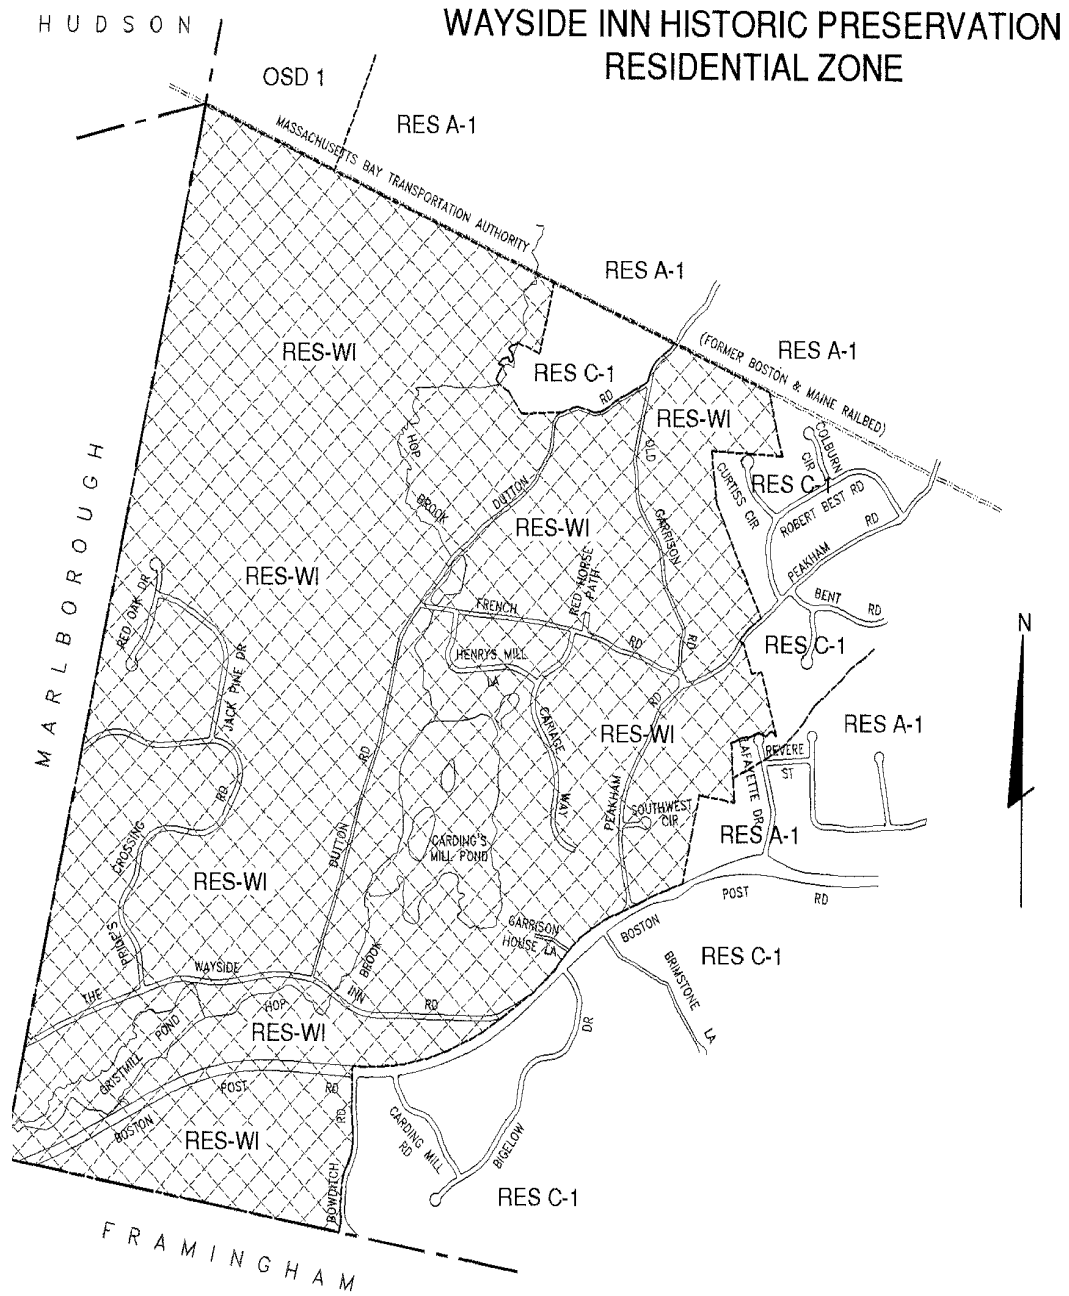 HUDSON
WAYSIDE INN HISTORIC PRESERVATION
RESIDENTIAL ZONE
OSD 1
RES A-1
MASSACHUSETTS BAY TRANSPORTATION AUTHORITY
RES A-1
(FORMER BOSTON & MAINE RAILBED)
RES A-1
RES-WI
RES C-1
RD
RES-WI
OLD
GARRISON
RD
HOP
BROOK
DUTTON
COLBURN
CIR
CURTISS CIR
RES C-1
ROBERT BEST RD
PEAKHAM
RD
RES-WI
RES-WI
MARLBOROUGH
RED OAK DR
JACK PINE DR
FRENCH
RD
RED HORSE
PATH
BENT
RD
RES C-1
HENRYS MILL
LA
CARIAGE
WAY
RD
PEAKHAM
RES-WI
N
RES A-1
LAFAYETTE DR
REVERE
ST
RD
DUTTON
SOUTHWEST
CIR
RES A-1
CARDING'S
MILL POND
RD
CROSSING
PRIDE'S
RES-WI
POST
RD
BOSTON
GARRISON
HOUSE LA
BRIMSTONE
LA
RES C-1
BROOK
THE
WAYSIDE
INN
RD
HOP
POND
GRISTMILL
RES-WI
DR
BIGELOW
POST
RD
BOSTON
RD
BOWDITCH
CARDING MILL
RD
RES-WI
RES C-1
FRAMINGHAM